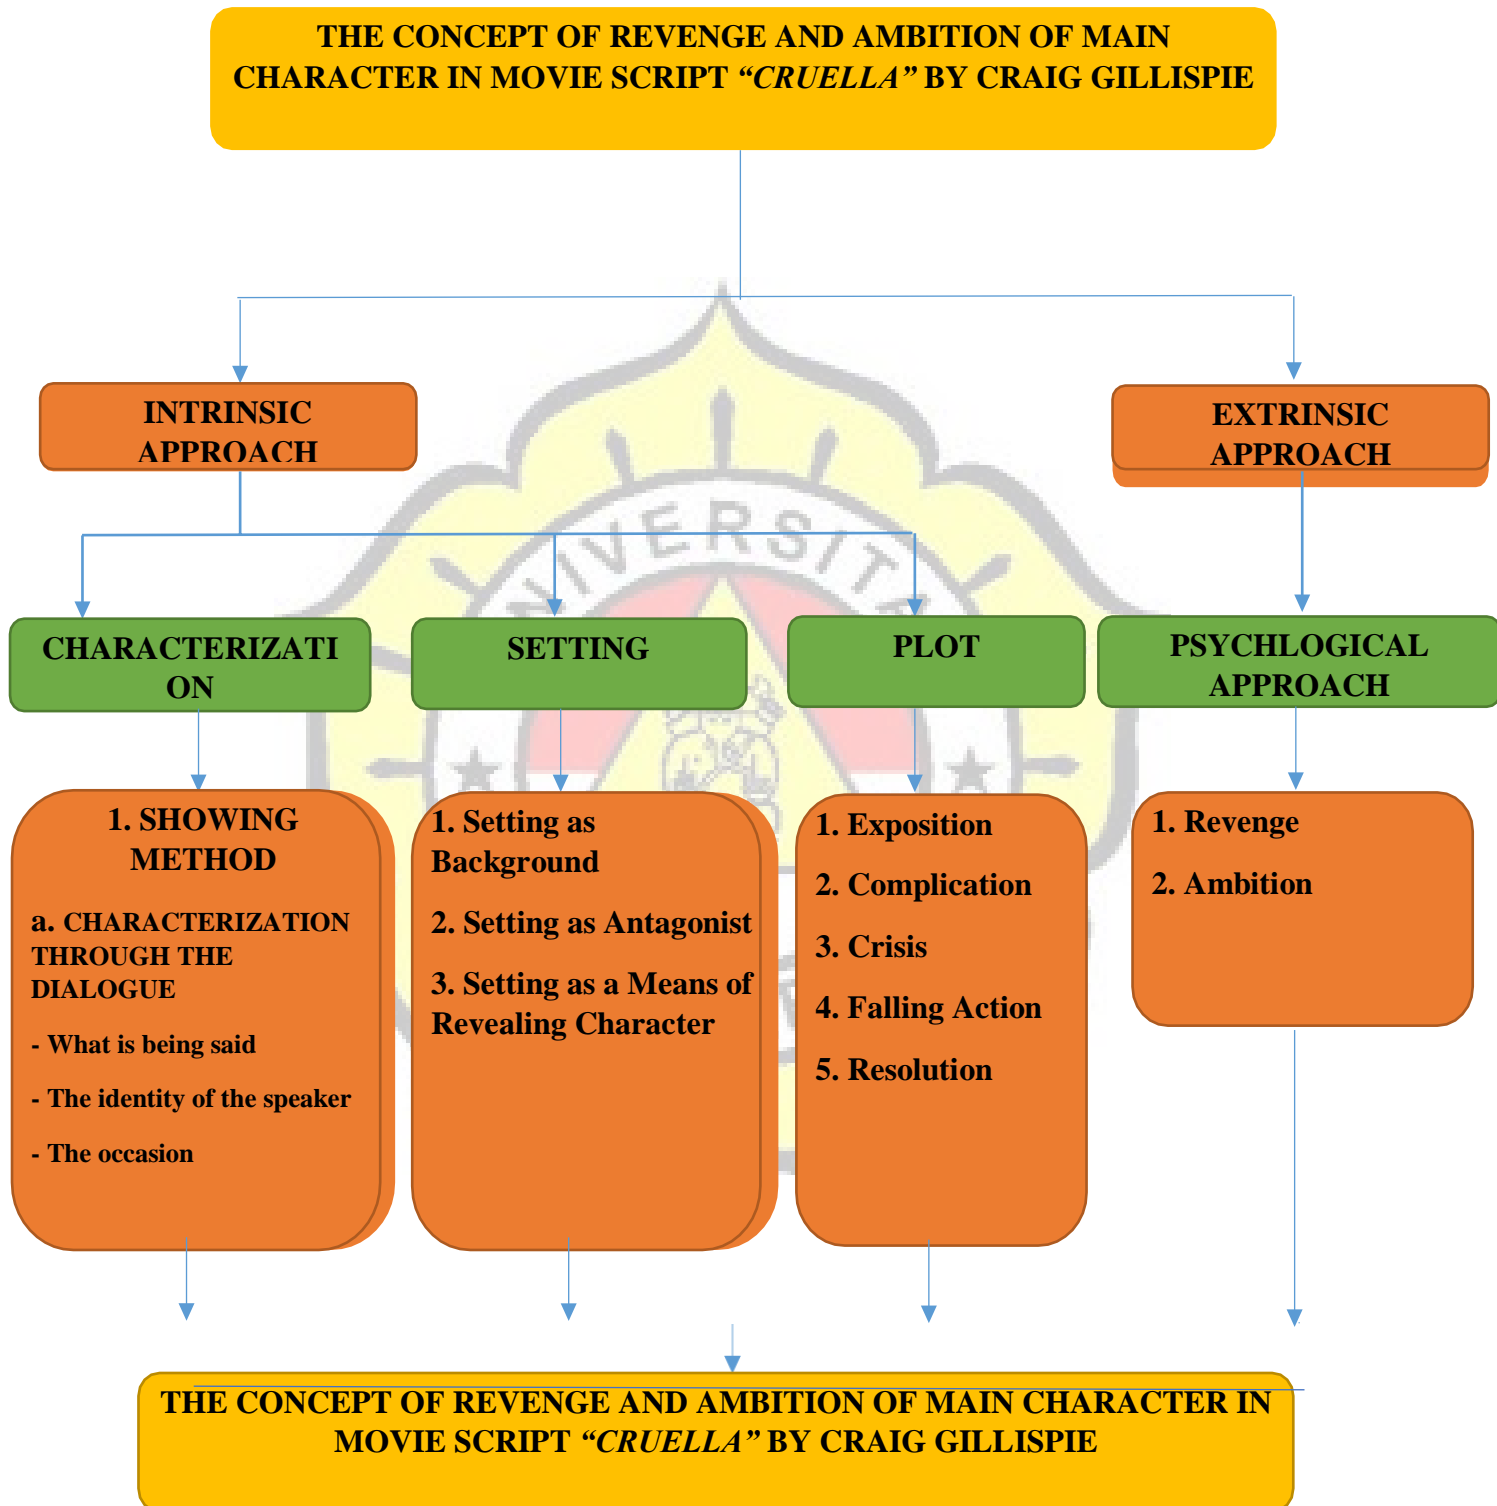 THE CONCEPT OF REVENGE AND AMBITION OF MAIN
CHARACTER IN MOVIE SCRIPT “CRUELLA” BY CRAIG GILLISPIE
INTRINSIC
APPROACH
EXTRINSIC
APPROACH
UNIVERSITA
CHARACTERIZATI
ON
SETTING
PLOT
PSYCHLOGICAL
APPROACH
1. SHOWING
METHOD
a. CHARACTERIZATION
THROUGH THE
DIALOGUE
- What is being said
- The identity of the speaker
- The occasion
1. Setting as
Background
2. Setting as Antagonist
3. Setting as a Means of
Revealing Character
1. Exposition
2. Complication
3. Crisis
4. Falling Action
5. Resolution
1. Revenge
2. Ambition
THE CONCEPT OF REVENGE AND AMBITION OF MAIN CHARACTER IN
MOVIE SCRIPT “CRUELLA” BY CRAIG GILLISPIE